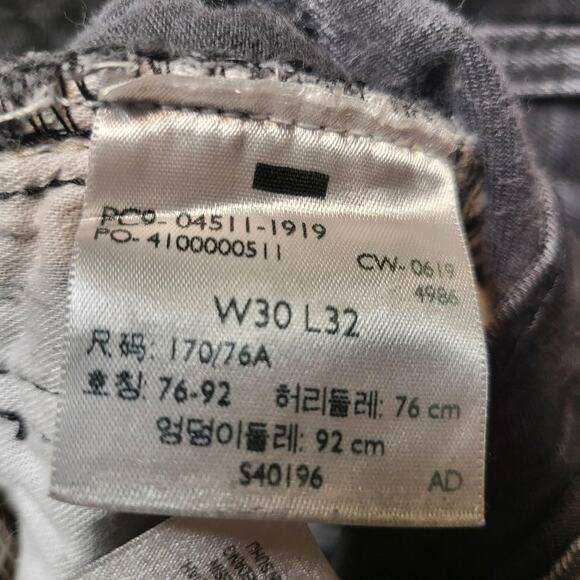 PC9- 04511-1919
PO- 4100000511
CW- 0619
4986
W30 L32
尺码: 170/76A
호칭: 76-92 허리둘레: 76 cm
엉덩이둘레: 92 cm
S40196 AD